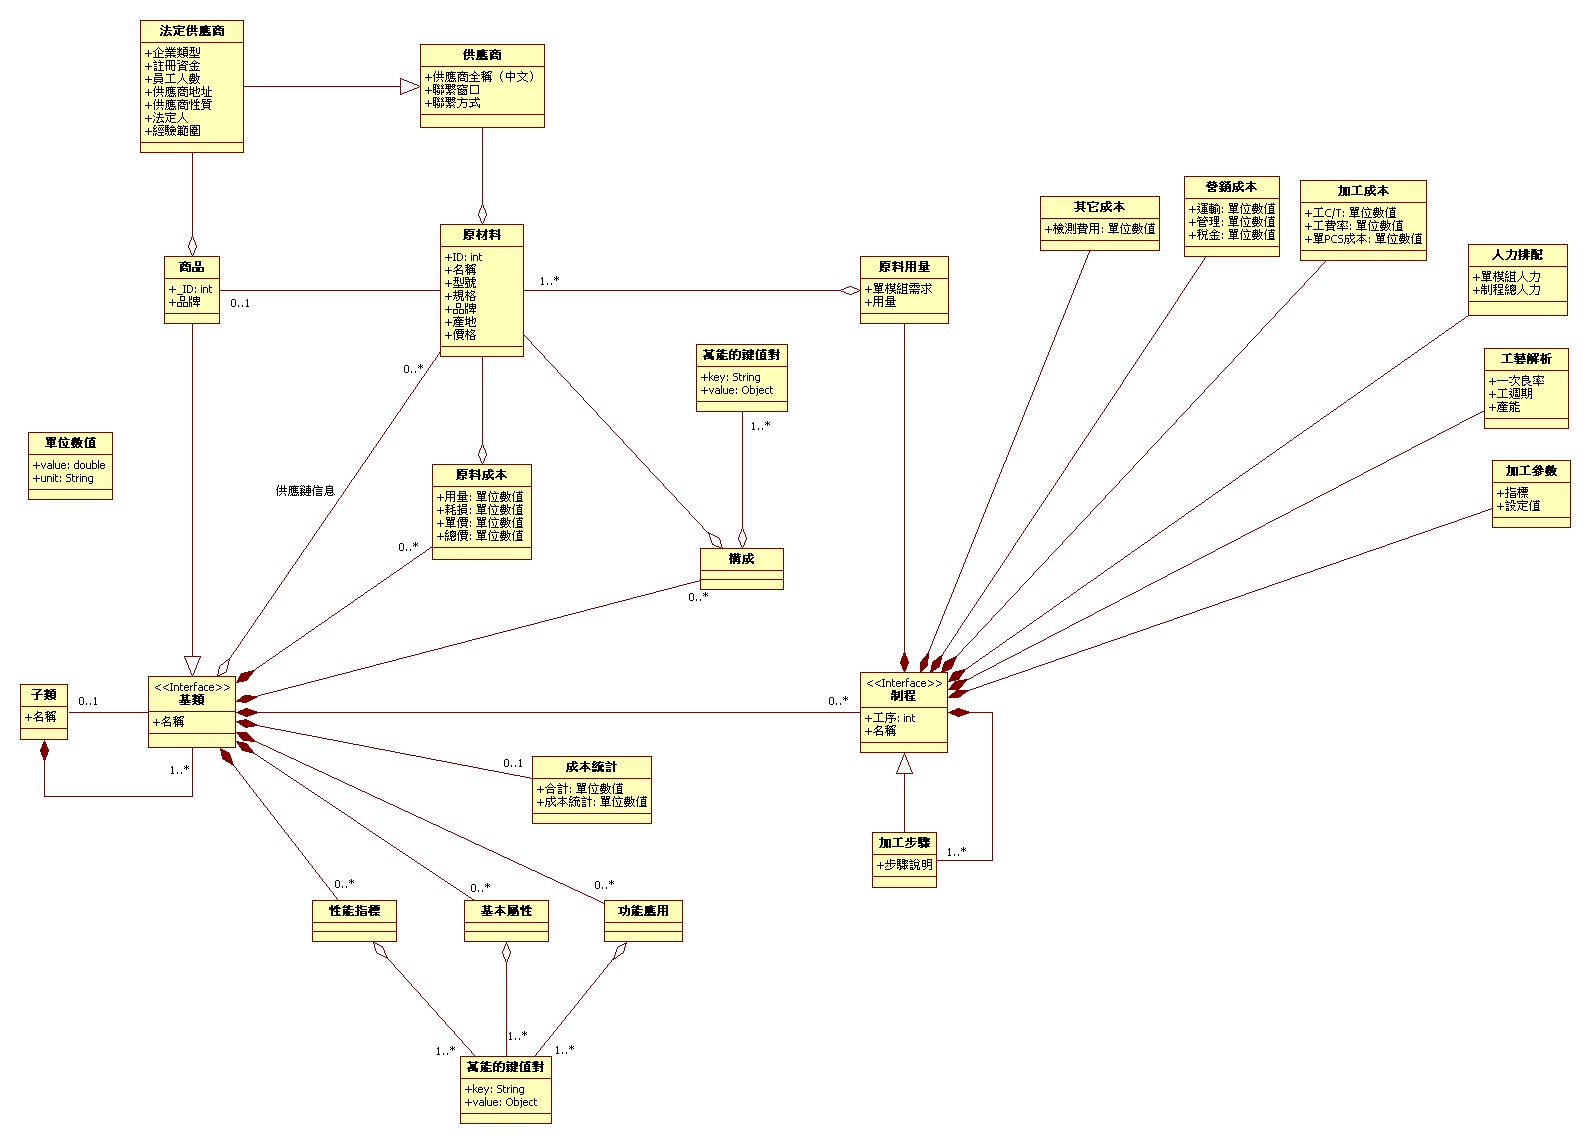 法定供應商
+企業類型
+註冊資金
+員工人數
+供應商地址
+供應商性質
+法定人
+經驗範圍
供應商
+供應商全稱（中文）
+聯繫窗口
+聯繫方式
商品
+_ID: int
+品牌
0..1
原材料
+ID: int
+名稱
+型號
+規格
+品牌
+產地
+價格
1..*
0..*
原料用量
+單模組需求
+用量
其它成本
+檢測費用: 單位數值
營銷成本
+運輸: 單位數值
+管理: 單位數值
+税金: 單位數值
加工成本
+工C/T: 單位數值
+工費率: 單位數值
+單PCS成本: 單位數值
人力排配
+單模組人力
+制程總人力
工藝解析
+一次良率
+工週期
+產能
加工參數
+指標
+設定值
萬能的鍵值對
+key: String
+value: Object
1..*
單位數值
+value: double
+unit: String
供應鏈信息
原料成本
+用量: 單位數值
+耗損: 單位數值
+單價: 單位數值
+總價: 單位數值
0..*
構成
0..*
子類
+名稱
0..1
<<Interface>>
基類
+名稱
1..*
0..*
<<Interface>>
制程
+工序: int
+名稱
成本統計
+合計: 單位數值
+成本統計: 單位數值
0..1
加工步驟
+步驟說明
1..*
0..*
0..*
0..*
性能指標
基本屬性
功能應用
1..*
1..*
1..*
萬能的鍵值對
+key: String
+value: Object